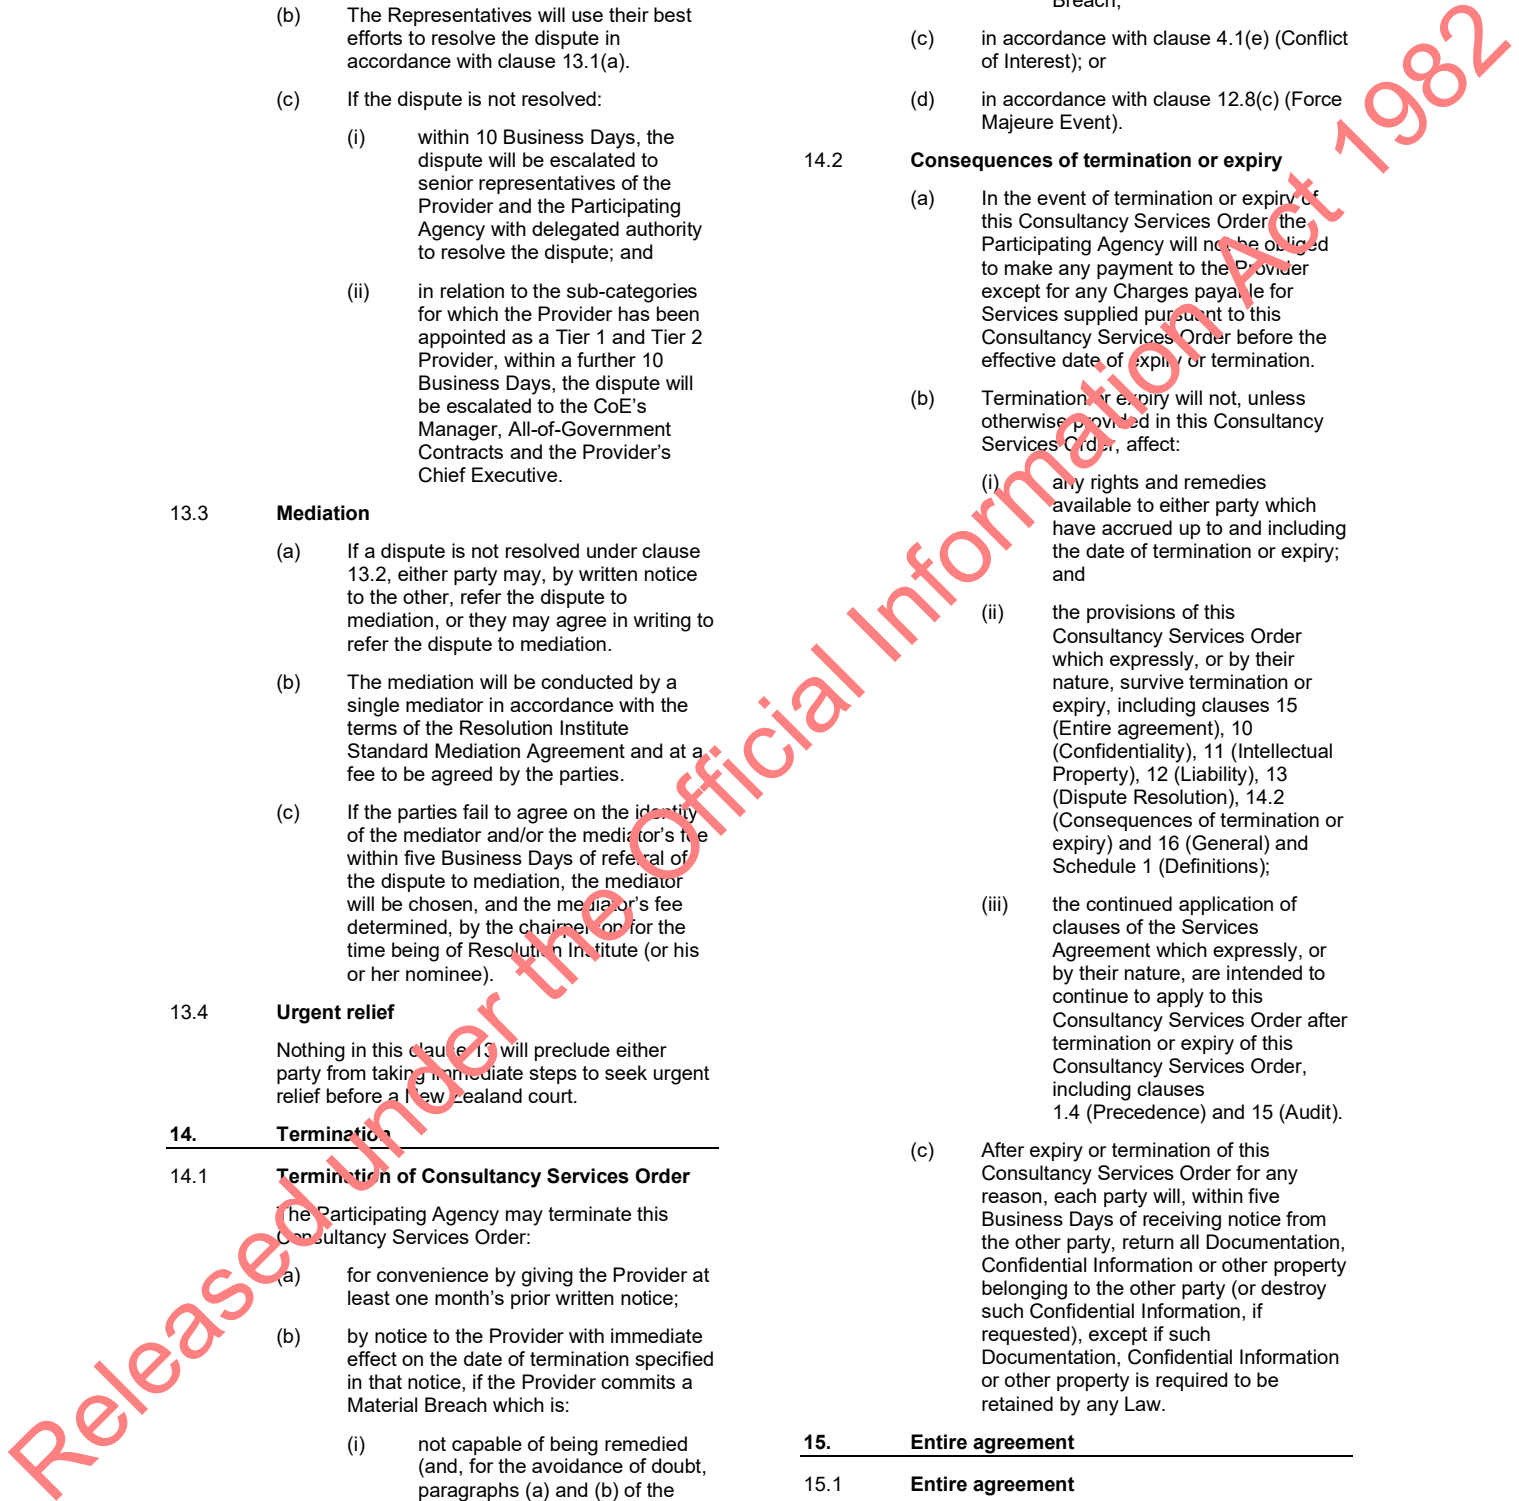 (b) The Representatives will use their best
efforts to resolve the dispute in
accordance with clause 13.1(a).
(c) If the dispute is not resolved:
(i) within 10 Business Days, the
dispute will be escalated to
senior representatives of the
Provider and the Participating
Agency with delegated authority
to resolve the dispute; and
(ii) in relation to the sub-categories
for which the Provider has been
appointed as a Tier 1 and Tier 2
Provider, within a further 10
Business Days, the dispute will
be escalated to the CoE's
Manager, All-of-Government
Contracts and the Provider's
Chief Executive.
13.3 Mediation
(a) If a dispute is not resolved under clause
13.2, either party may, by written notice
to the other, refer the dispute to
mediation, or they may agree in writing to
refer the dispute to mediation.
(b) The mediation will be conducted by a
single mediator in accordance with the
terms of the Resolution Institute
Standard Mediation Agreement and at a
fee to be agreed by the parties.
(c) If the parties fail to agree on the identity
of the mediator and/or the mediator's fee
within five Business Days of referral of
the dispute to mediation, the mediator
will be chosen, and the mediator's fee
determined, by the chairperson for the
time being of Resolution Institute (or his
or her nominee).
13.4 Urgent relief
Nothing in this clause 13 will preclude either
party from taking immediate steps to seek urgent
relief before a New Zealand court.
14. Termination
14.1 Termination of Consultancy Services Order
The Participating Agency may terminate this
Consultancy Services Order:
(a) for convenience by giving the Provider at
least one month's prior written notice;
(b) by notice to the Provider with immediate
effect on the date of termination specified
in that notice, if the Provider commits a
Material Breach which is:
(i) not capable of being remedied
(and, for the avoidance of doubt,
paragraphs (a) and (b) of the
Breach;
(c) in accordance with clause 4.1(e) (Conflict
of Interest); or
(d) in accordance with clause 12.8(c) (Force
Majeure Event).
14.2 Consequences of termination or expiry
(a) In the event of termination or expiry of
this Consultancy Services Order, the
Participating Agency will not be obliged
to make any payment to the Provider
except for any Charges payable for
Services supplied pursuant to this
Consultancy Services Order before the
effective date of expiry or termination.
(b) Termination or expiry will not, unless
otherwise provided in this Consultancy
Services Order, affect:
(i) any rights and remedies
available to either party which
have accrued up to and including
the date of termination or expiry;
and
(ii) the provisions of this
Consultancy Services Order
which expressly, or by their
nature, survive termination or
expiry, including clauses 15
(Entire agreement), 10
(Confidentiality), 11 (Intellectual
Property), 12 (Liability), 13
(Dispute Resolution), 14.2
(Consequences of termination or
expiry) and 16 (General) and
Schedule 1 (Definitions);
(iii) the continued application of
clauses of the Services
Agreement which expressly, or
by their nature, are intended to
continue to apply to this
Consultancy Services Order after
termination or expiry of this
Consultancy Services Order,
including clauses
1.4 (Precedence) and 15 (Audit).
(c) After expiry or termination of this
Consultancy Services Order for any
reason, each party will, within five
Business Days of receiving notice from
the other party, return all Documentation,
Confidential Information or other property
belonging to the other party (or destroy
such Confidential Information, if
requested), except if such
Documentation, Confidential Information
or other property is required to be
retained by any Law.
15. Entire agreement
15.1 Entire agreement
Released under the Official Information Act 1982